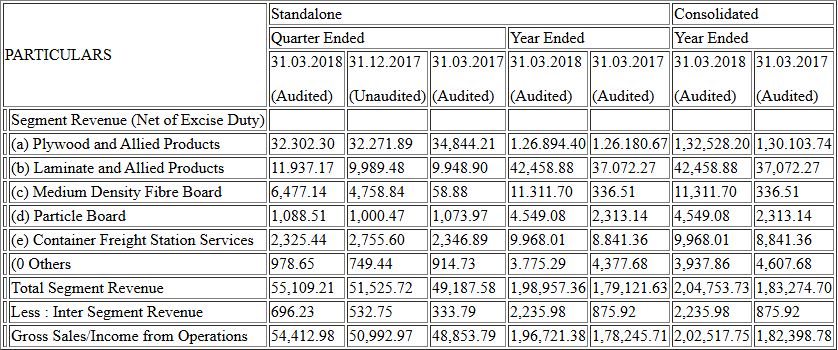 Standalone Consolidated
PARTICULARS Quarter Ended Year Ended Year Ended
31.03.2018 31.12.2017 31.03.2017 31.03.2018 31.03.2017 31.03.2018 31.03.2017
(Audited) (Unaudited) (Audited) (Audited) (Audited) (Audited) (Audited)
Segment Revenue (Net of Excise Duty)
(a) Plywood and Allied Products 32.302.30 32.271.89 34,844.21 1.26.894.40 1.26.180.67 1,32,528.20 1,30.103.74
(b) Laminate and Allied Products 11.937.17 9,989.48 9.948.90 42,458.88 37.072.27 42,458.88 37,072.27
(c) Medium Density Fibre Board 6,477.14 4,758.84 58.88 11.311.70 336.51 11,311.70 336.51
(d) Particle Board 1,088.51 1,000.47 1,073.97 4.549.08 2,313.14 4,549.08 2,313.14
(e) Container Freight Station Services 2,325.44 2,755.60 2,346.89 9.968.01 8.841.36 9,968.01 8,841.36
(0 Others 978.65 749.44 914.73 3.775.29 4,377.68 3,937.86 4,607.68
Total Segment Revenue 55,109.21 51,525.72 49,187.58 1,98,957.36 1,79,121.63 2,04,753.73 1,83,274.70
Less : Inter Segment Revenue 696.23 532.75 333.79 2,235.98 875.92 2,235.98 875.92
Gross Sales/Income from Operations 54,412.98 50,992.97 48,853.79 1,96,721.38 1,78,245.71 2,02,517.75 1,82,398.78